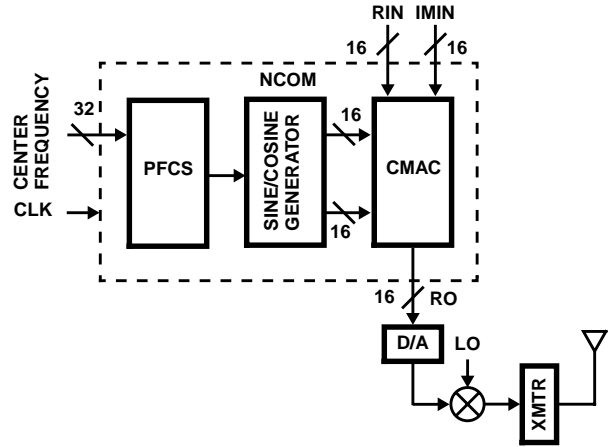 RIN IMIN
16 16
NCOM
CENTER
FREQUENCY
32
PFCS
SINE/COSINE
GENERATOR
16
16
CMAC
CLK
16 RO
D/A
LO
XMTR